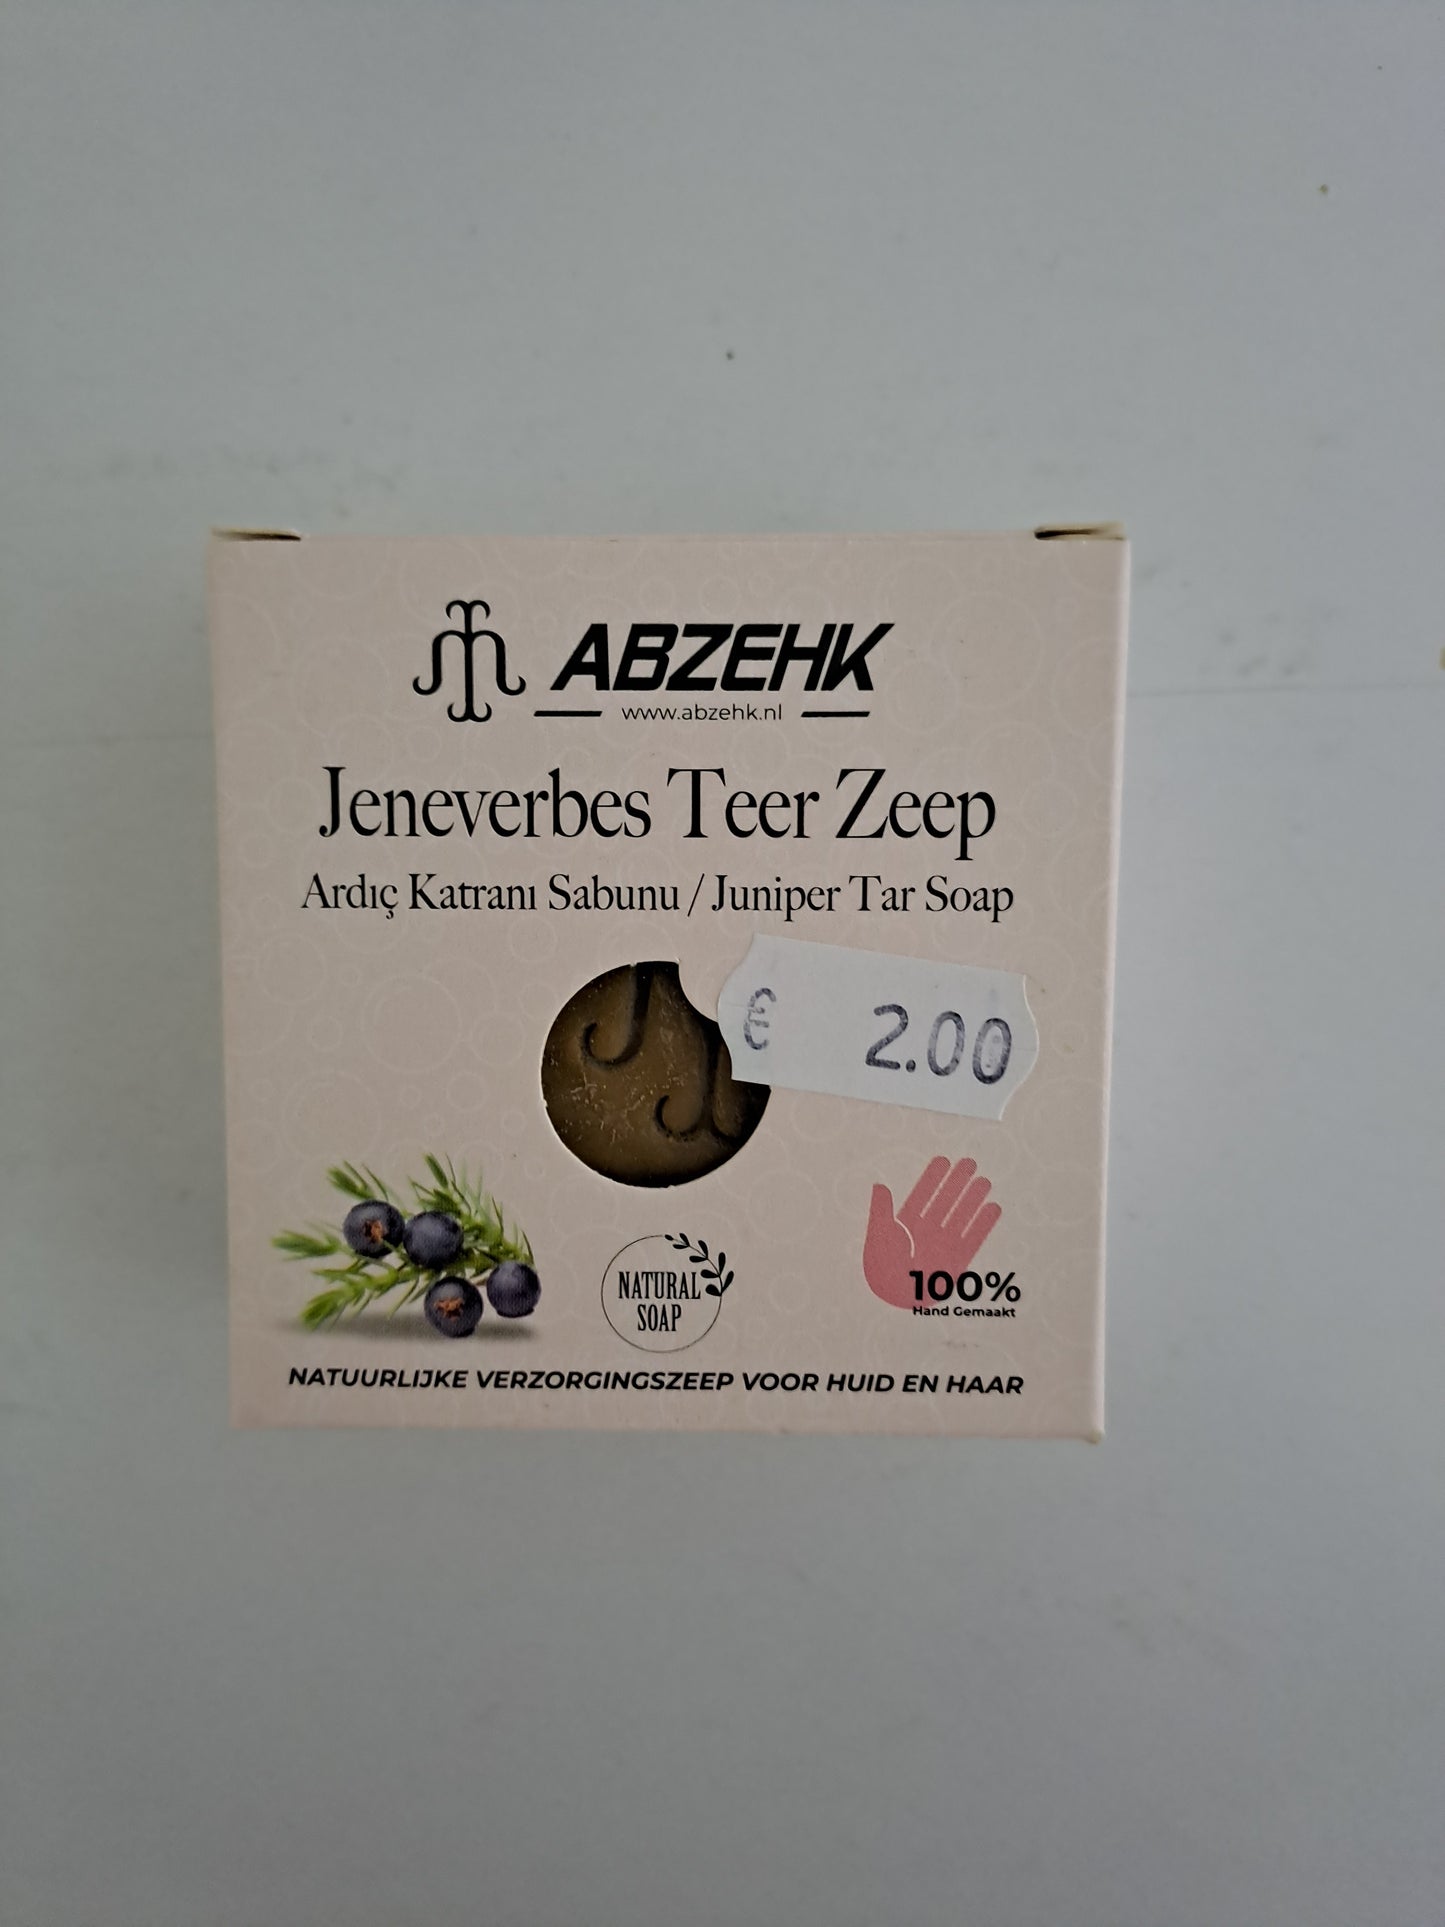 ABZEHK
www.abzehk.nl
Jeneverbes Teer Zeep
Ardıç Katranı Sabunu / Juniper Tar Soap
€ 2.00
NATURAL
SOAP
100%
Hand Gemaakt
NATUURLIJKE VERZORGINGSZEEP VOOR HUID EN HAAR